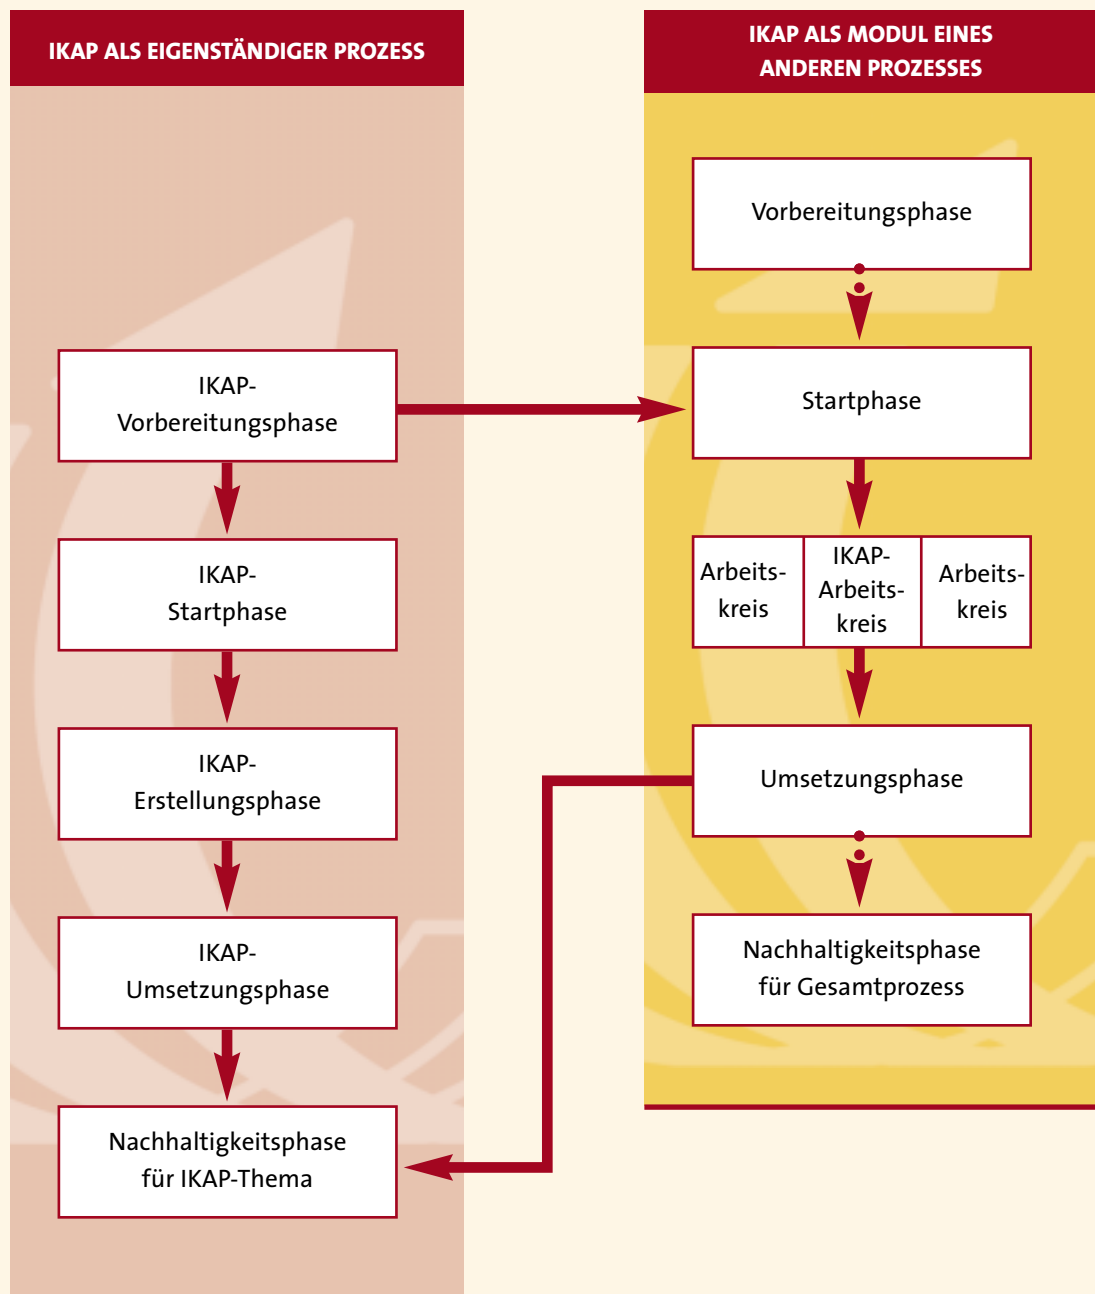 IKAP ALS EIGENSTÄNDIGER PROZESS
IKAP-
Vorbereitungsphase
IKAP-
Startphase
IKAP-
Erstellungsphase
IKAP-
Umsetzungsphase
Nachhaltigkeitsphase
für IKAP-Thema
IKAP ALS MODUL EINES
ANDEREN PROZESSES
Vorbereitungsphase
Startphase
Arbeits-
kreis
IKAP-
Arbeits-
kreis
Arbeits-
kreis
Umsetzungsphase
Nachhaltigkeitsphase
für Gesamtprozess